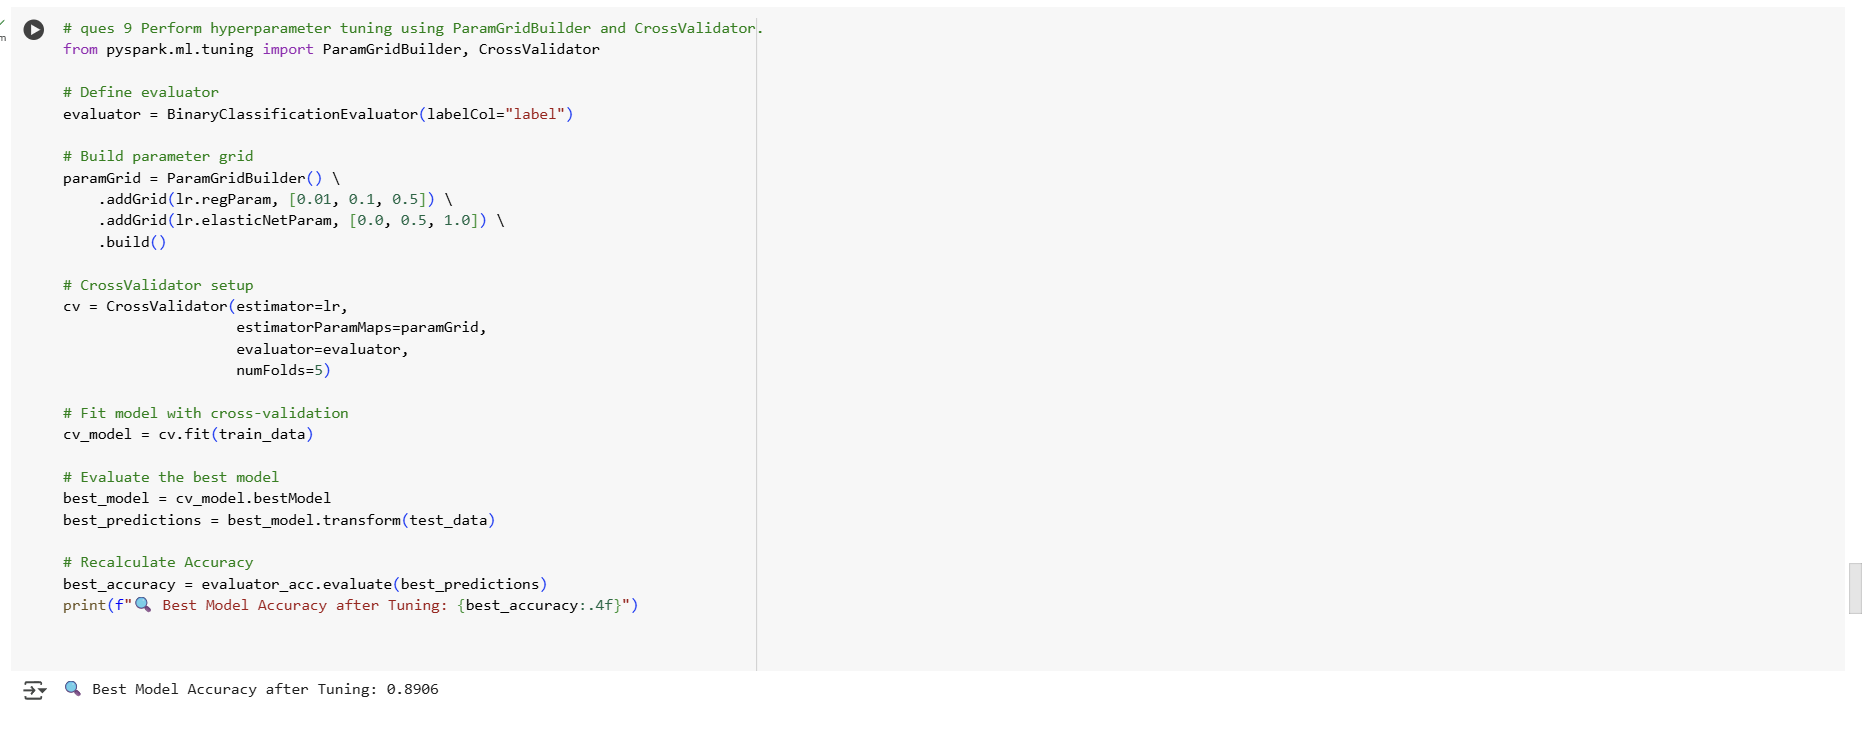 # ques 9 Perform hyperparameter tuning using ParamGridBuilder and CrossValidator.
from pyspark.ml.tuning import ParamGridBuilder, CrossValidator

# Define evaluator
evaluator = BinaryClassificationEvaluator(labelCol="label")

# Build parameter grid
paramGrid = ParamGridBuilder() \
    .addGrid(lr.regParam, [0.01, 0.1, 0.5]) \
    .addGrid(lr.elasticNetParam, [0.0, 0.5, 1.0]) \
    .build()

# CrossValidator setup
cv = CrossValidator(estimator=lr,
                    estimatorParamMaps=paramGrid,
                    evaluator=evaluator,
                    numFolds=5)

# Fit model with cross-validation
cv_model = cv.fit(train_data)

# Evaluate the best model
best_model = cv_model.bestModel
best_predictions = best_model.transform(test_data)

# Recalculate Accuracy
best_accuracy = evaluator_acc.evaluate(best_predictions)
print(f"🔍 Best Model Accuracy after Tuning: {best_accuracy:.4f}")

🔍 Best Model Accuracy after Tuning: 0.8906